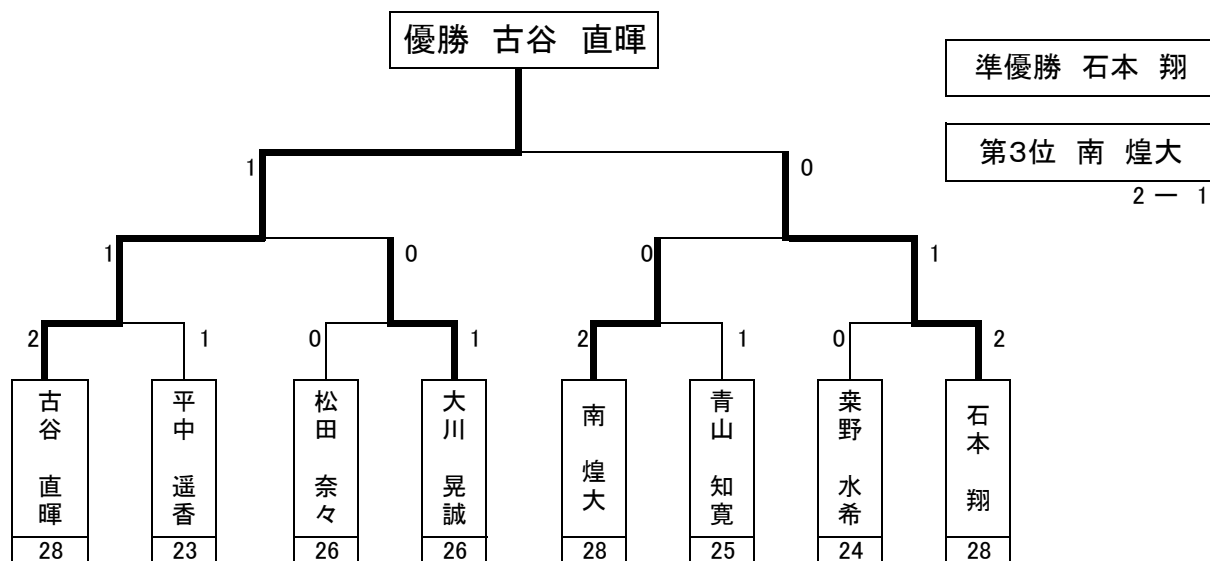 優勝 古谷 直暉
準優勝 石本 翔
第3位 南 煌大
2 ー 1
1
0
1
0
0
1
2
1
0
1
2
1
0
2
古谷 直暉
平中 遥香
松田 奈々
大川 晃誠
南 煌大
青山 知寛
桒野 水希
石本 翔
28
23
26
26
28
25
24
28